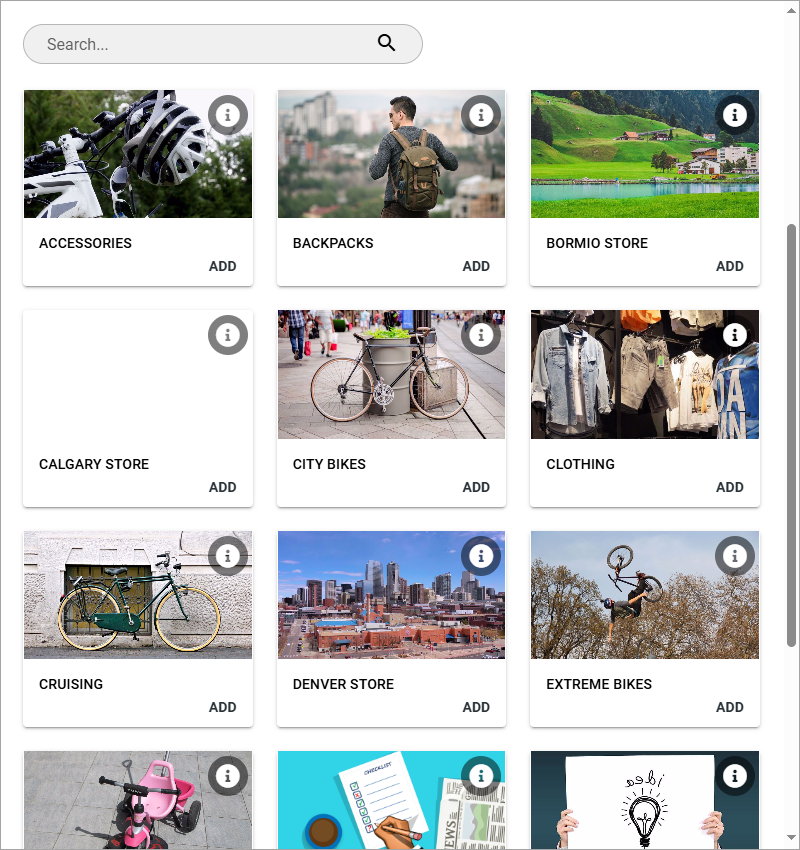 Search...
ACCESSORIES
ADD
BACKPACKS
ADD
BORMIO STORE
ADD
CALGARY STORE
ADD
CITY BIKES
ADD
CLOTHING
ADD
CRUISING
ADD
DENVER STORE
ADD
EXTREME BIKES
ADD
CHECKLIST
NEWS
idea